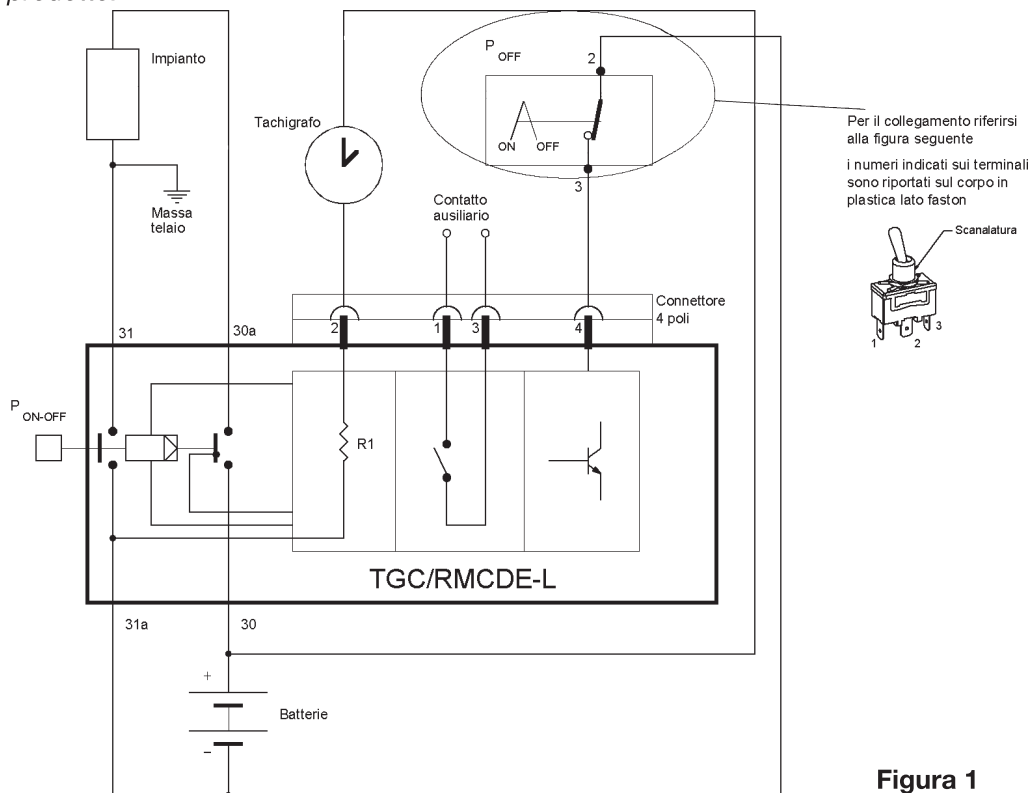 Impianto
P OFF
2
ON OFF
3
Per il collegamento riferirsi
alla figura seguente
i numeri indicati sui terminali
sono riportati sul corpo in
plastica lato faston
Scanalatura
1
2
3
Tachigrafo
Massa
telaio
Contatto
ausiliario
Connettore
4 poli
31
30a
2
1
3
4
P ON-OFF
R1
TGC/RMCDE-L
31a
30
+
Batterie
–
Figura 1